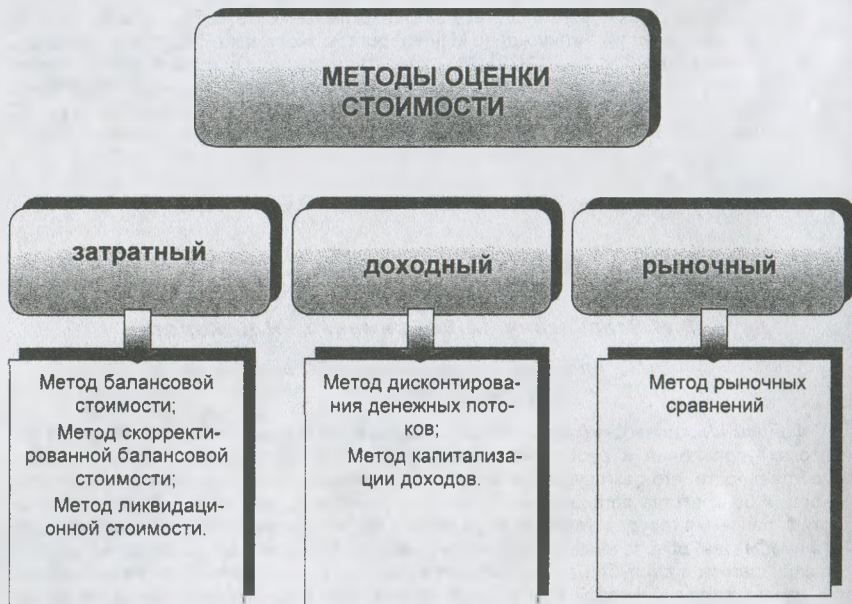 МЕТОДЫ ОЦЕНКИ
СТОИМОСТИ
затратный
доходный
рыночный
Метод балансовой
стоимости;
Метод скорректи-
рованной балансовой
стоимости;
Метод ликвидаци-
онной стоимости.
Метод дисконтирова-
ния денежных пото-
ков;
Метод капитализа-
ции доходов.
Метод рыночных
сравнений